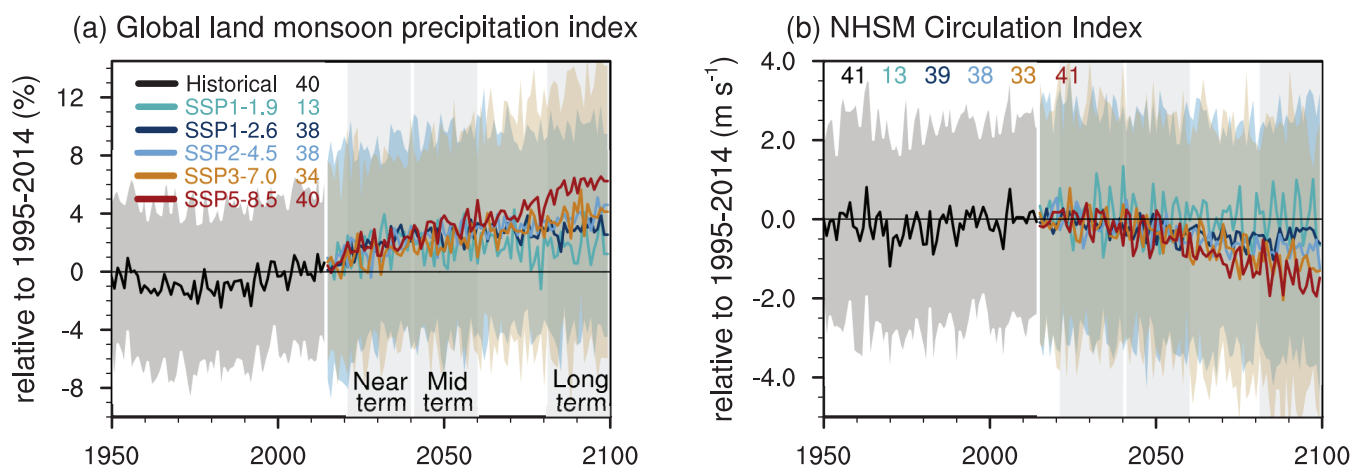 (a) Global land monsoon precipitation index
relative to 1995-2014 (%)
12
8
4
0
-4
-8
Historical 40
SSP1-1.9 13
SSP1-2.6 38
SSP2-4.5 38
SSP3-7.0 34
SSP5-8.5 40
Near term
Mid term
Long term
1950 2000 2050 2100
(b) NHSM Circulation Index
relative to 1995-2014 (m s⁻¹)
4.0
2.0
0.0
-2.0
-4.0
41 13 39 38 33 41
1950 2000 2050 2100